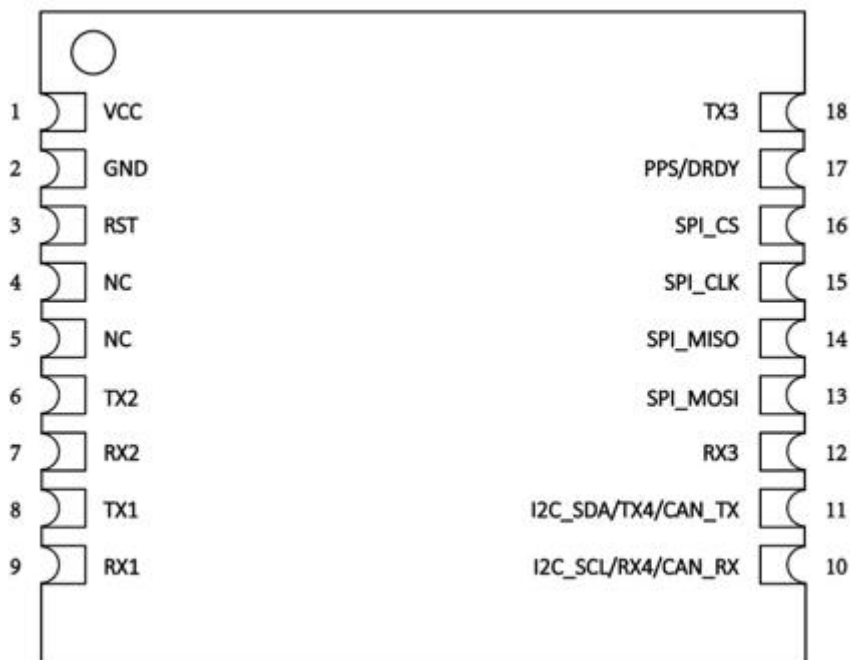 1 VCC TX3 18
2 GND PPS/DRDY 17
3 RST SPI_CS 16
4 NC SPI_CLK 15
5 NC SPI_MISO 14
6 TX2 SPI_MOSI 13
7 RX2 RX3 12
8 TX1 I2C_SDA/TX4/CAN_TX 11
9 RX1 I2C_SCL/RX4/CAN_RX 10